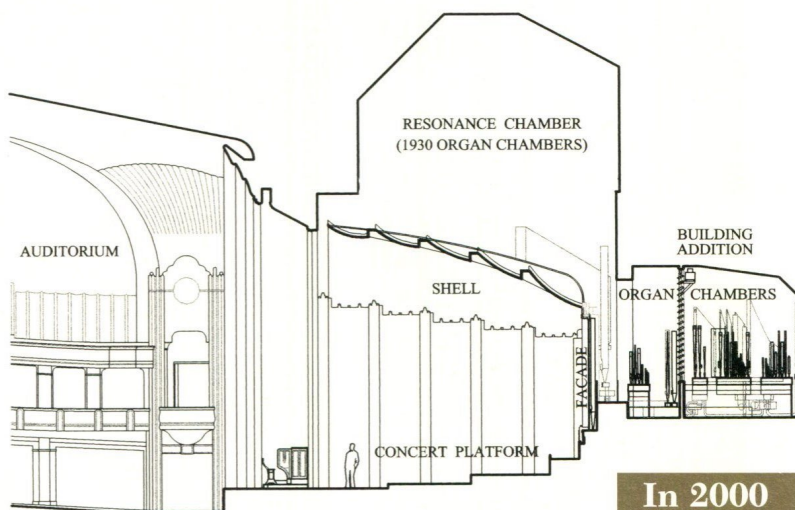 RESONANCE CHAMBER
(1930 ORGAN CHAMBERS)
AUDITORIUM
BUILDING
ADDITION
SHELL
ORGAN CHAMBERS
FACADE
CONCERT PLATFORM
In 2000